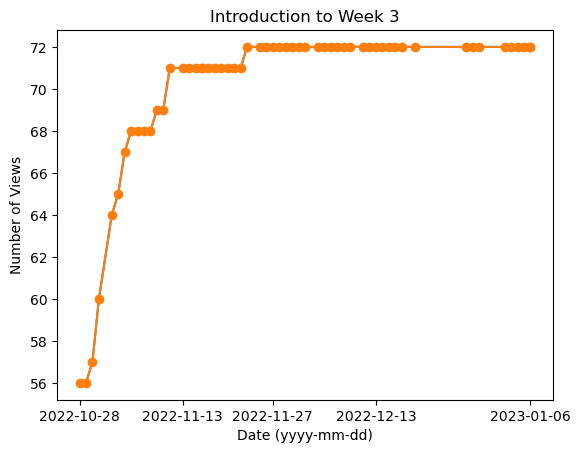 Introduction to Week 3
Number of Views
72
70
68
66
64
62
60
58
56
2022-10-28 2022-11-13 2022-11-27 2022-12-13 2023-01-06
Date (yyyy-mm-dd)